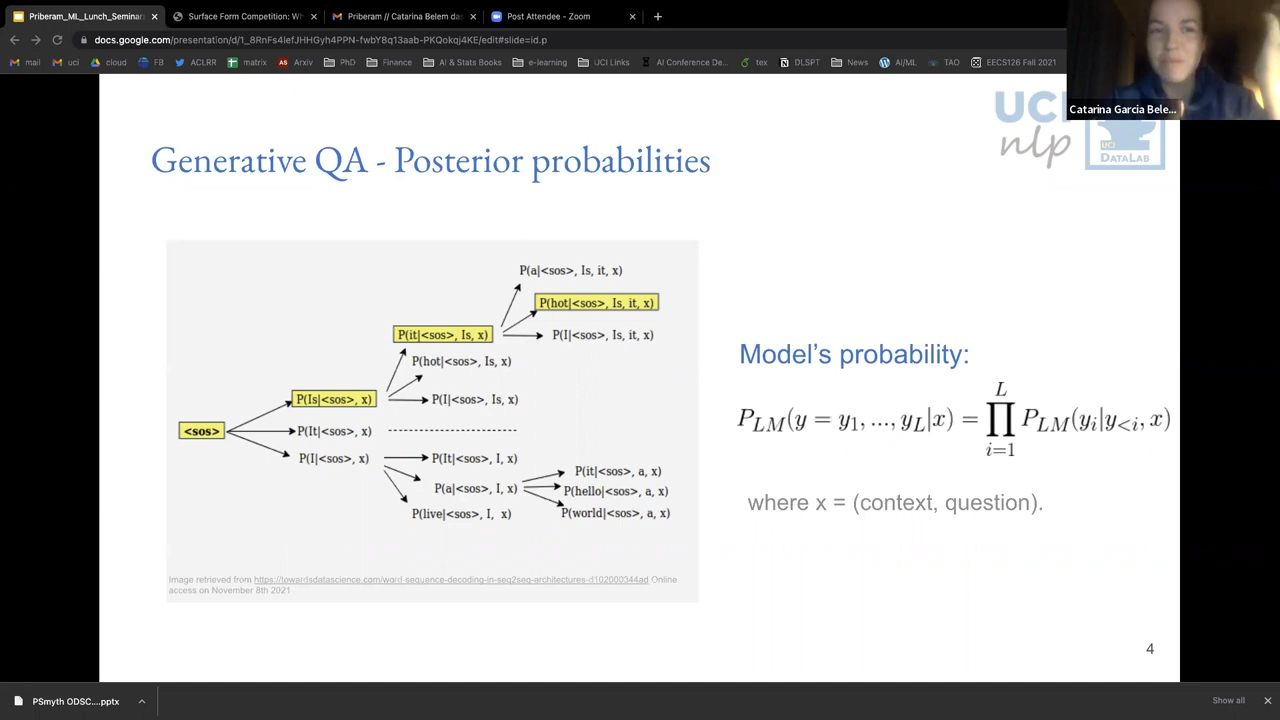 Priberam_ML_Lunch_Seminar
Surface Form Competition: Wh
Priberam // Catarina Belem das
Post Attendee - Zoom
docs.google.com/presentation/d/1_8RnFs4lefJHHGyh4PPN-fwbY8q13aab-PKQokqj4KE/edit#slide=id.p
mail
uci
cloud
FB
ACLRR
matrix
Arxiv
PhD
Finance
AI & Stats Books
e-learning
UCI Links
AI Conference De...
tex
DLSPT
News
AI/ML
TAO
EECS126 Fall 2021
Catarina Garcia Bele...
UCI
nlp
UCI
DATALAB
Generative QA - Posterior probabilities
P(a|<sos>, Is, it, x)
P(hot|<sos>, Is, it, x)
P(it|<sos>, Is, x)
P(I|<sos>, Is, it, x)
P(hot|<sos>, Is, x)
P(Is|<sos>, x)
P(I|<sos>, Is, x)
<sos>
P(It|<sos>, x)
P(I|<sos>, x)
P(It|<sos>, I, x)
P(it|<sos>, a, x)
P(a|<sos>, I, x)
P(hello|<sos>, a, x)
P(live|<sos>, I, x)
P(world|<sos>, a, x)
Image retrieved from https://towardsdatascience.com/word-sequence-decoding-in-seq2seq-architectures-d102000344ad Online
access on November 8th 2021
Model's probability:
P_{LM}(y = y_1, ..., y_L|x) = ∏_{i=1}^{L} P_{LM}(y_i|y_{<i}, x)
where x = (context, question).
4
PSmyth ODSC....pptx
Show all